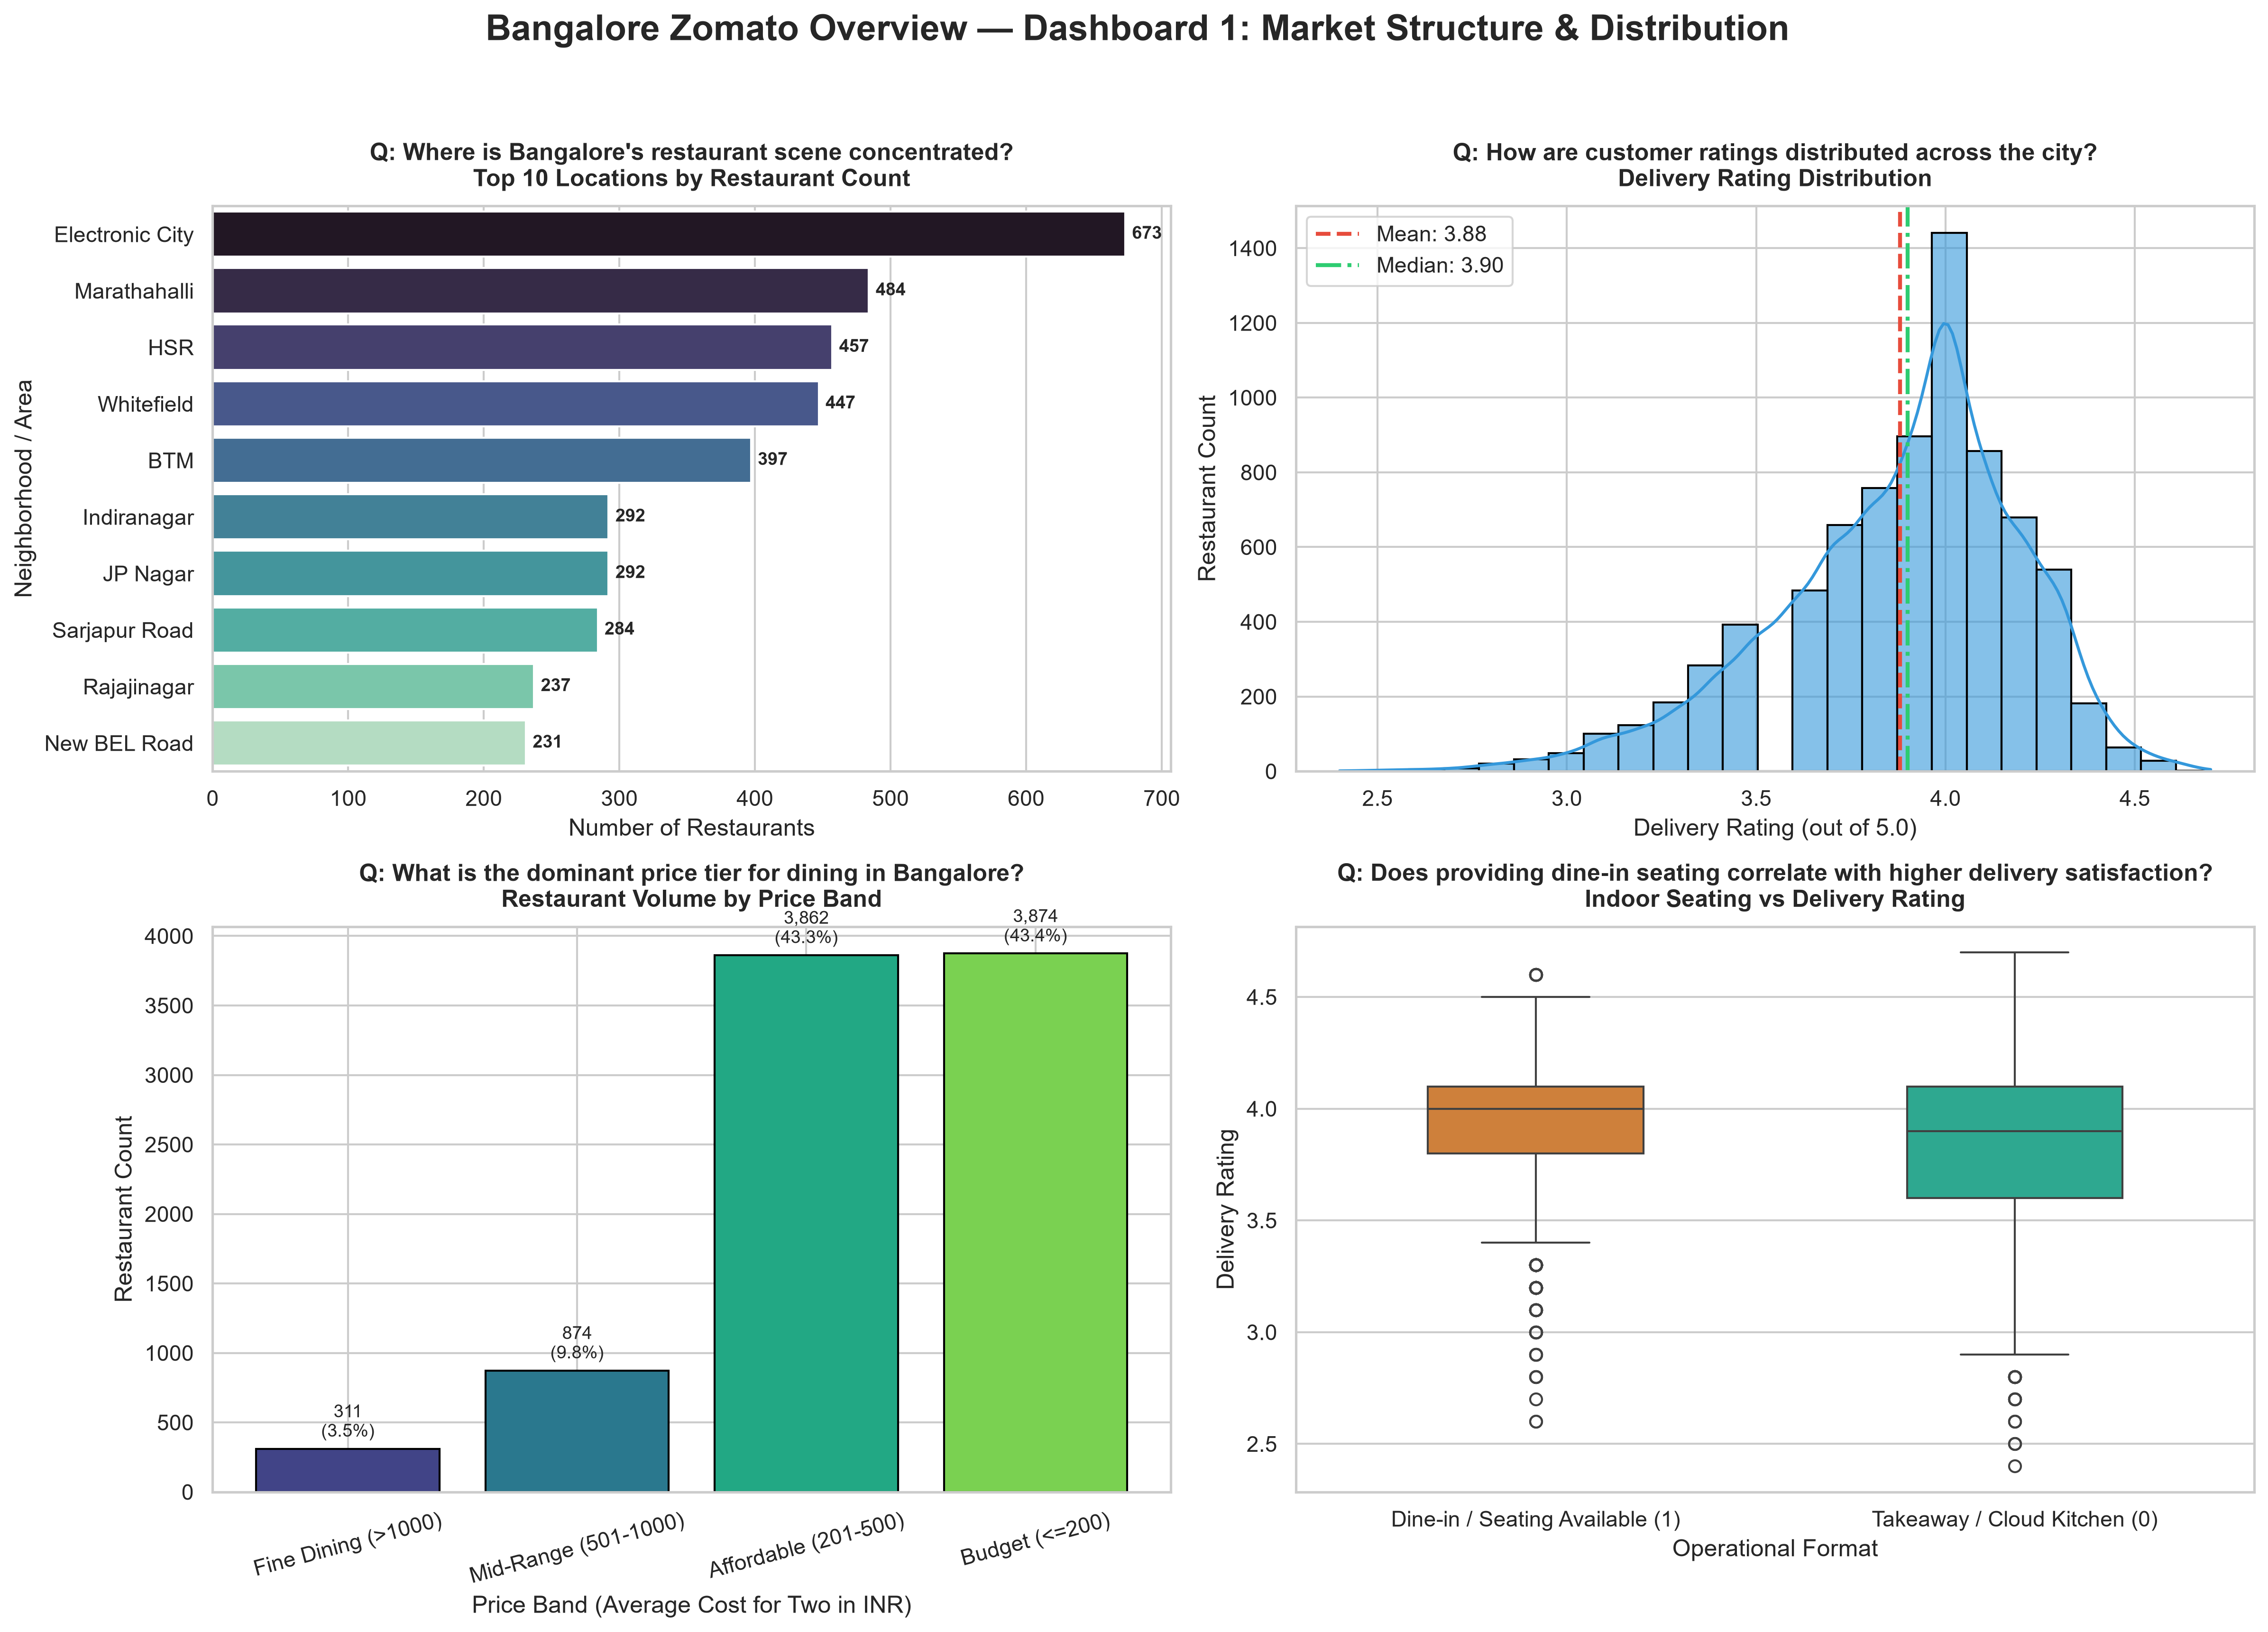 Bangalore Zomato Overview — Dashboard 1: Market Structure & Distribution
Q: Where is Bangalore's restaurant scene concentrated?
Top 10 Locations by Restaurant Count
Neighborhood / Area
Electronic City
673
Marathahalli
484
HSR
457
Whitefield
447
BTM
397
Indiranagar
292
JP Nagar
292
Sarjapur Road
284
Rajajinagar
237
New BEL Road
231
0 100 200 300 400 500 600 700
Number of Restaurants
Q: How are customer ratings distributed across the city?
Delivery Rating Distribution
Mean: 3.88
Median: 3.90
Restaurant Count
1400
1200
1000
800
600
400
200
0
2.5 3.0 3.5 4.0 4.5
Delivery Rating (out of 5.0)
Q: What is the dominant price tier for dining in Bangalore?
Restaurant Volume by Price Band
Restaurant Count
4000
3500
3000
2500
2000
1500
1000
500
0
311
(3.5%)
874
(9.8%)
3,862
(43.3%)
3,874
(43.4%)
Fine Dining (>1000)
Mid-Range (501-1000)
Affordable (201-500)
Budget (<=200)
Price Band (Average Cost for Two in INR)
Q: Does providing dine-in seating correlate with higher delivery satisfaction?
Indoor Seating vs Delivery Rating
Delivery Rating
4.5
4.0
3.5
3.0
2.5
Dine-in / Seating Available (1)
Takeaway / Cloud Kitchen (0)
Operational Format